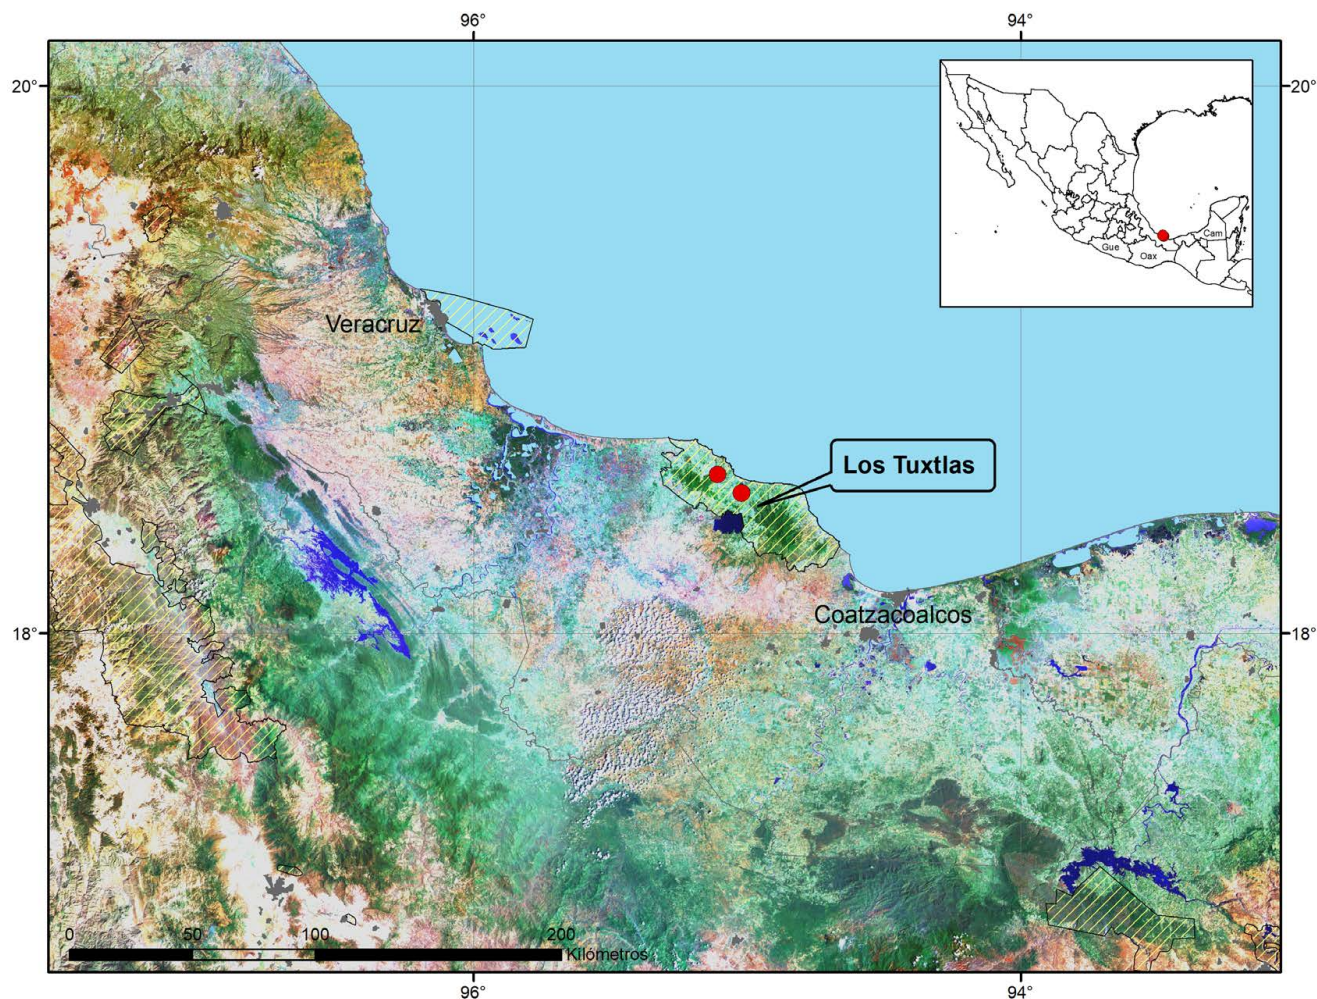 96°
94°
20°
20°
Cam
Gue
Oax
Veracruz
Los Tuxtlas
Coatzacoalcos
18°
18°
0
50
100
200
Kilómetros
96°
94°